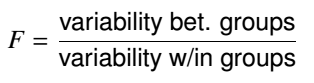 F = variability bet. groups
variability w/in groups